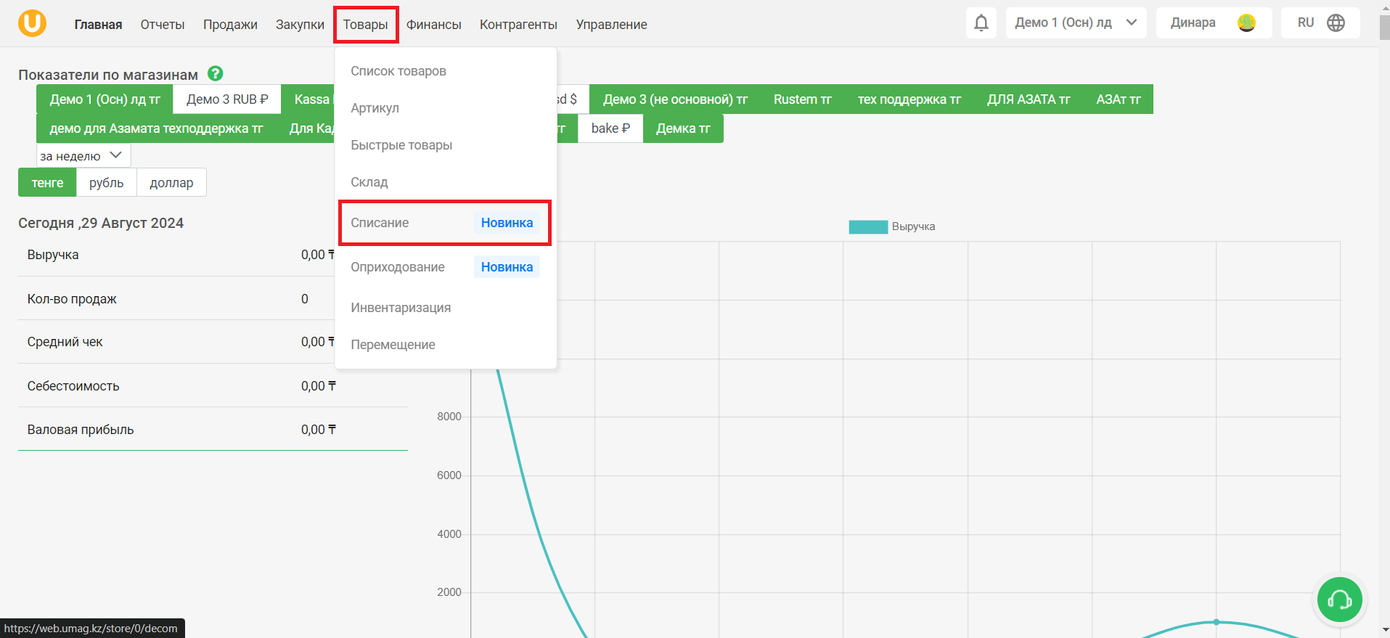 U Главная Отчеты Продажи Закупки Товары Финансы Контрагенты Управление Демо 1 (Осн) лд Динара RU
Показатели по магазинам ?
Демо 1 (Осн) лд тг Демо 3 RUB ₽ Kassa sd $ Демо 3 (не основной) тг Rustem тг тех поддержка тг ДЛЯ АЗАТА тг АЗАт тг
демо для Азамата техподдержка тг Для Ка тг bake ₽ Демка тг
за неделю
тенге рубль доллар
Список товаров
Артикул
Быстрые товары
Склад
Списание Новинка
Оприходование Новинка
Инвентаризация
Перемещение
Сегодня ,29 Август 2024
Выручка 0,00 ₸
Кол-во продаж 0
Средний чек 0,00 ₸
Себестоимость 0,00 ₸
Валовая прибыль 0,00 ₸
Выручка
8000
6000
4000
2000
https://web.umag.kz/store/0/decom